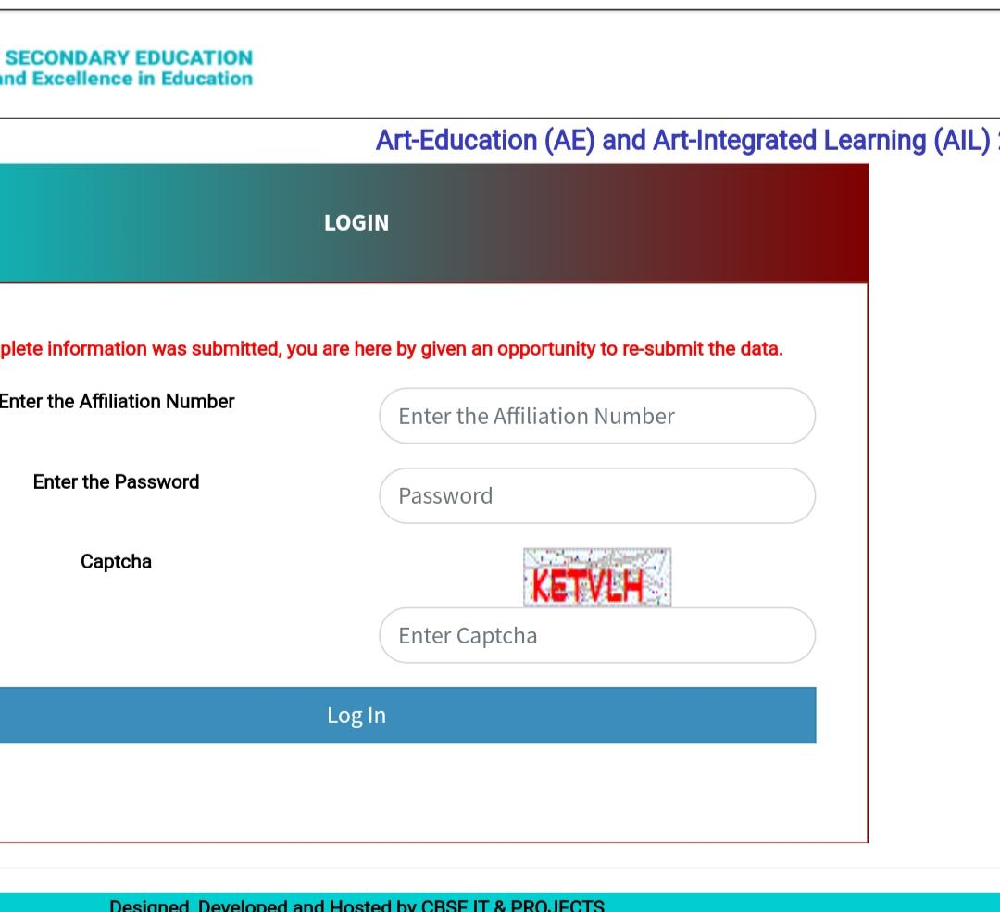 SECONDARY EDUCATION
and Excellence in Education
Art-Education (AE) and Art-Integrated Learning (AIL)
LOGIN
plete information was submitted, you are here by given an opportunity to re-submit the data.
Enter the Affiliation Number
Enter the Affiliation Number
Enter the Password
Password
Captcha
KETVLH
Enter Captcha
Log In
Designed, Developed and Hosted by CBSE IT & PROJECTS